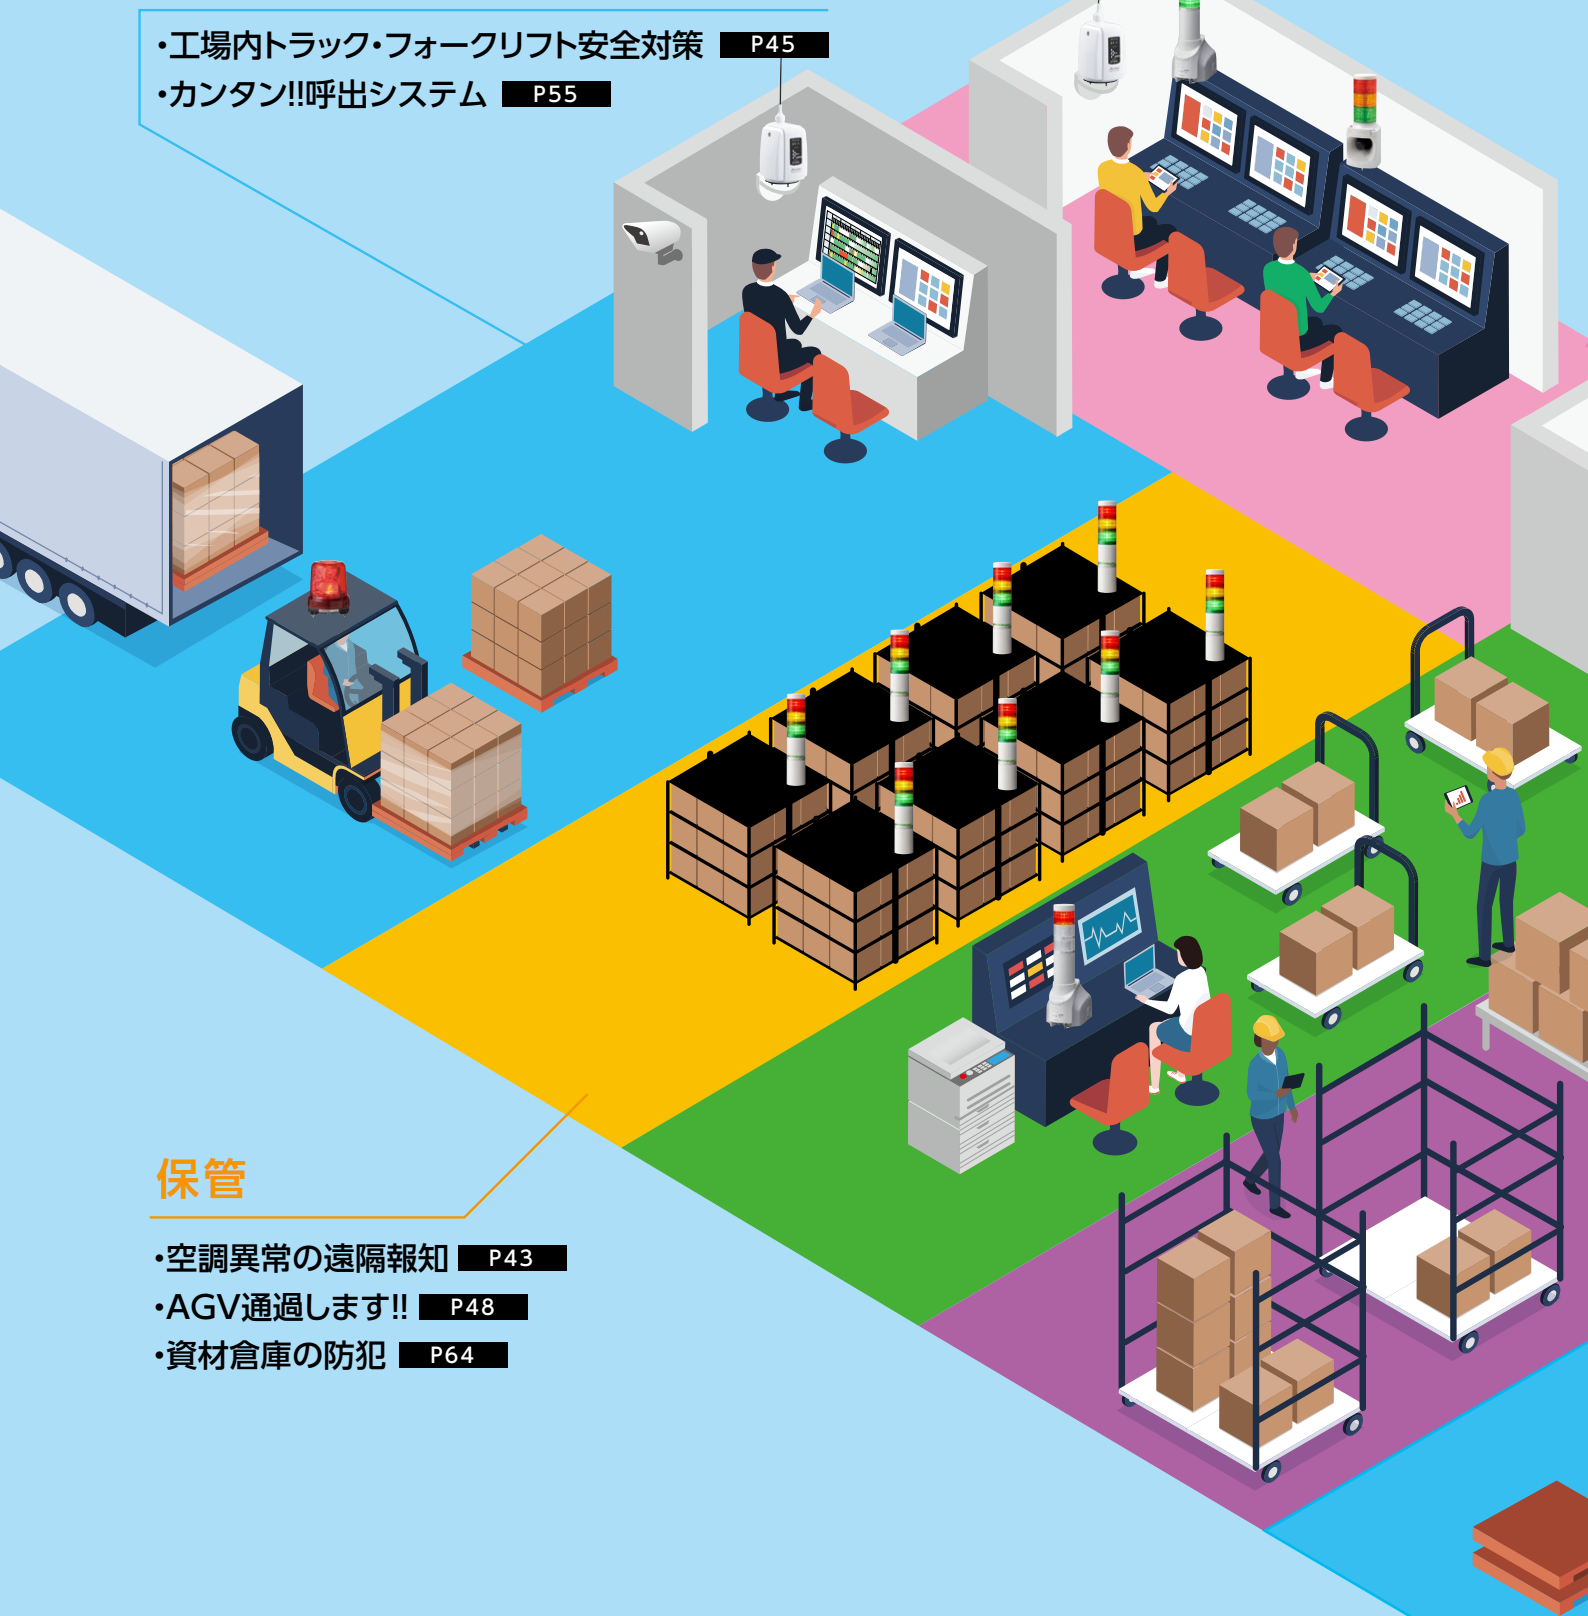 ・工場内トラック・フォークリフト安全対策 P45
・カンタン!!呼出システム P55
保管
・空調異常の遠隔報知 P43
・AGV通過します!! P48
・資材倉庫の防犯 P64